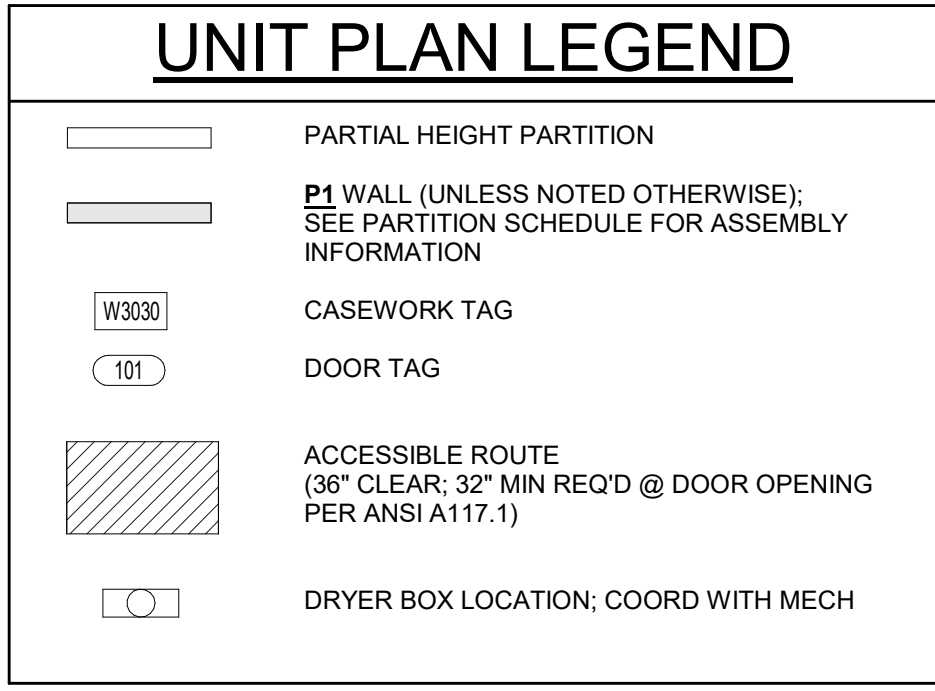 UNIT PLAN LEGEND
PARTIAL HEIGHT PARTITION
P1 WALL (UNLESS NOTED OTHERWISE);
SEE PARTITION SCHEDULE FOR ASSEMBLY
INFORMATION
W3030
CASEWORK TAG
101
DOOR TAG
ACCESSIBLE ROUTE
(36" CLEAR; 32" MIN REQ'D @ DOOR OPENING
PER ANSI A117.1)
DRYER BOX LOCATION; COORD WITH MECH